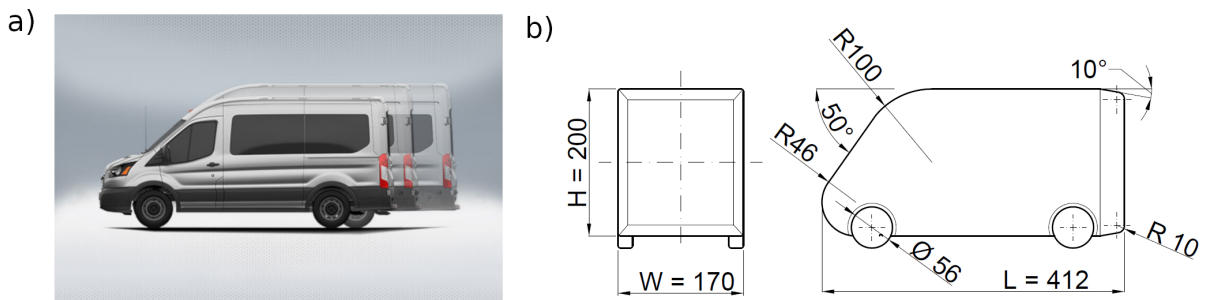 a)
b)
H = 200
W = 170
R100
50°
R46
Ø 56
L = 412
10°
R 10